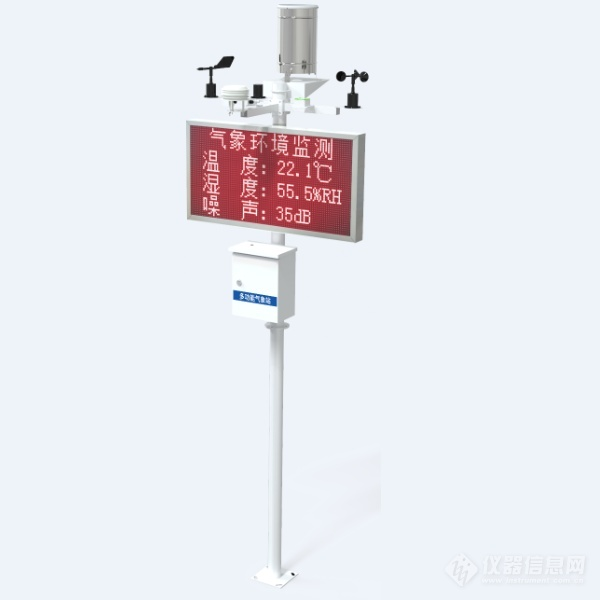 气象环境监测
温 度：22.1℃
湿 度：55.5%RH
噪 声：35dB
多功能气象站
仪器信息网